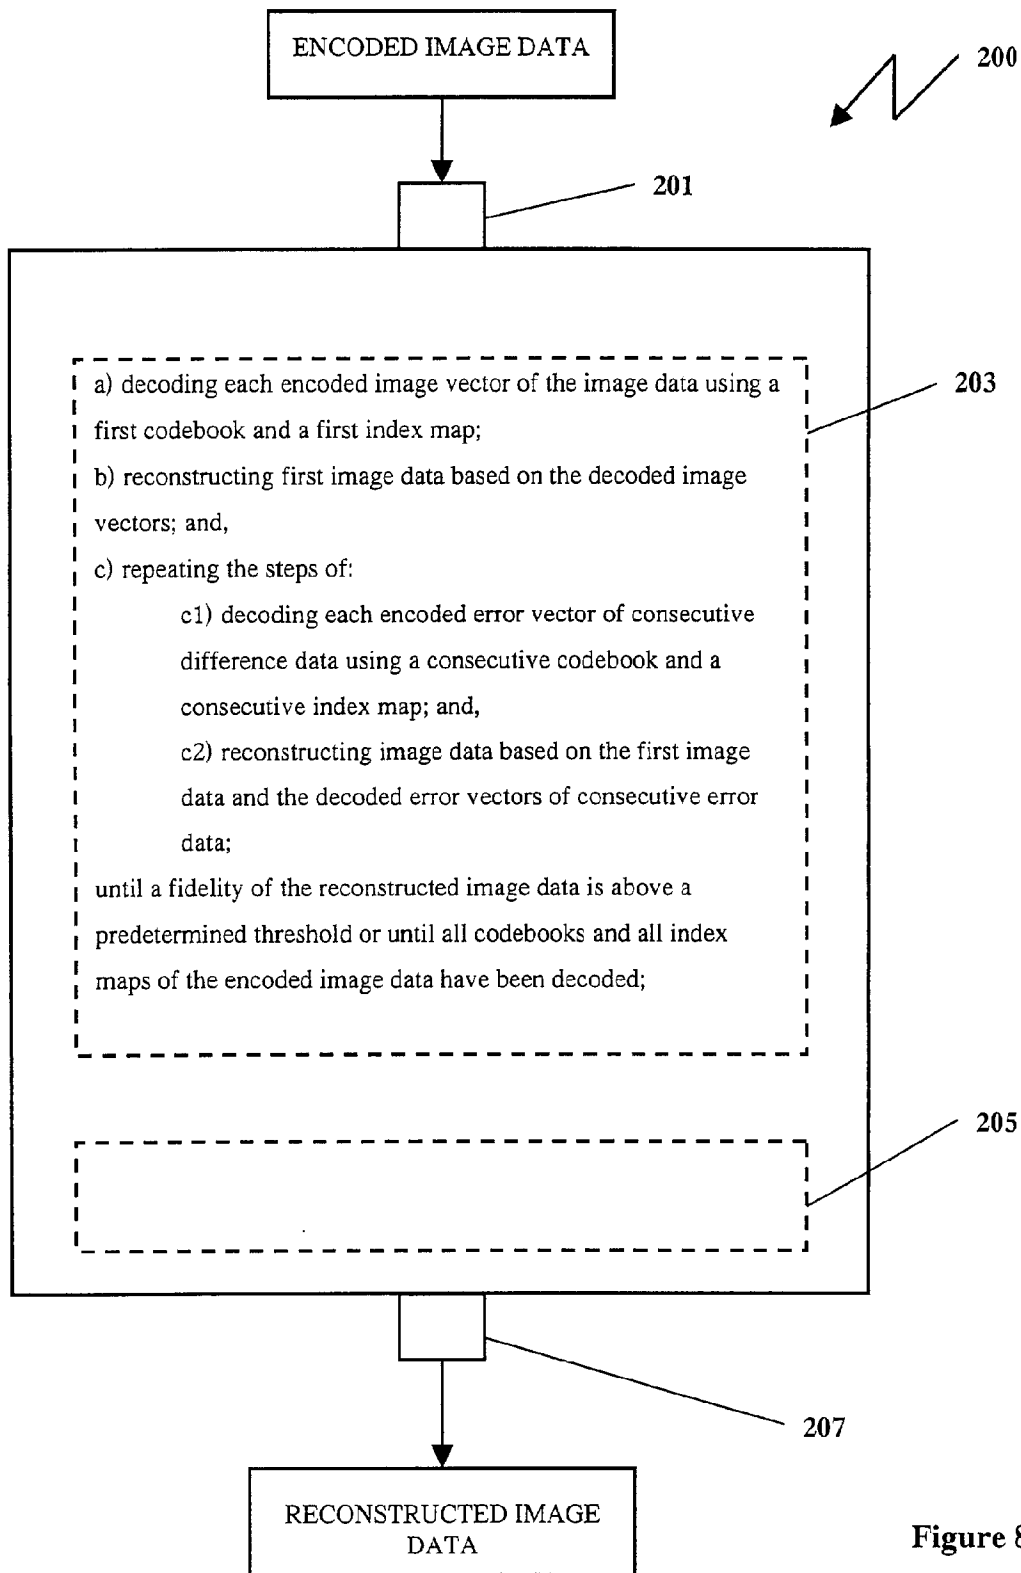 ENCODED IMAGE DATA
200
201
a) decoding each encoded image vector of the image data using a
203
first codebook and a first index map;
b) reconstructing first image data based on the decoded image
vectors; and,
c) repeating the steps of:
c1) decoding each encoded error vector of consecutive
difference data using a consecutive codebook and a
consecutive index map; and,
c2) reconstructing image data based on the first image
data and the decoded error vectors of consecutive error
data;
until a fidelity of the reconstructed image data is above a
predetermined threshold or until all codebooks and all index
maps of the encoded image data have been decoded;
205
207
RECONSTRUCTED IMAGE
DATA
Figure 8